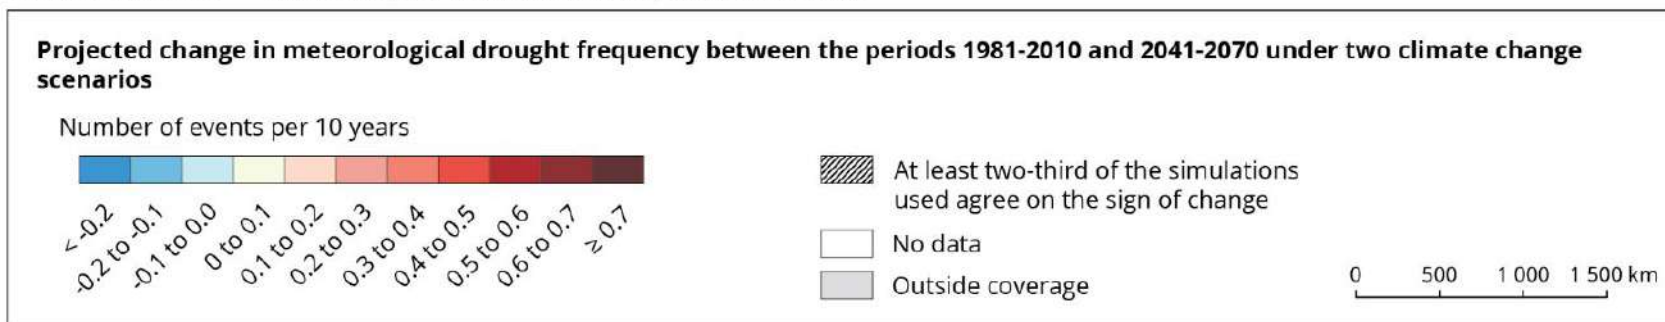 Projected change in meteorological drought frequency between the periods 1981-2010 and 2041-2070 under two climate change
scenarios
Number of events per 10 years
< -0.2
-0.2 to -0.1
-0.1 to 0.0
0 to 0.1
0.1 to 0.2
0.2 to 0.3
0.3 to 0.4
0.4 to 0.5
0.5 to 0.6
0.6 to 0.7
≥ 0.7
At least two-third of the simulations
used agree on the sign of change
No data
Outside coverage
0 500 1 000 1 500 km